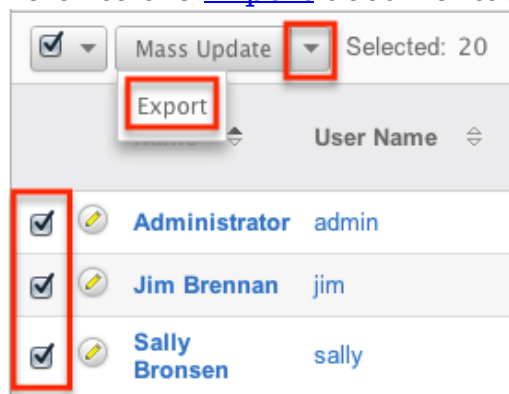 Mass Update Selected: 20
Export
User Name
Administrator admin
Jim Brennan jim
Sally
Bronsen sally